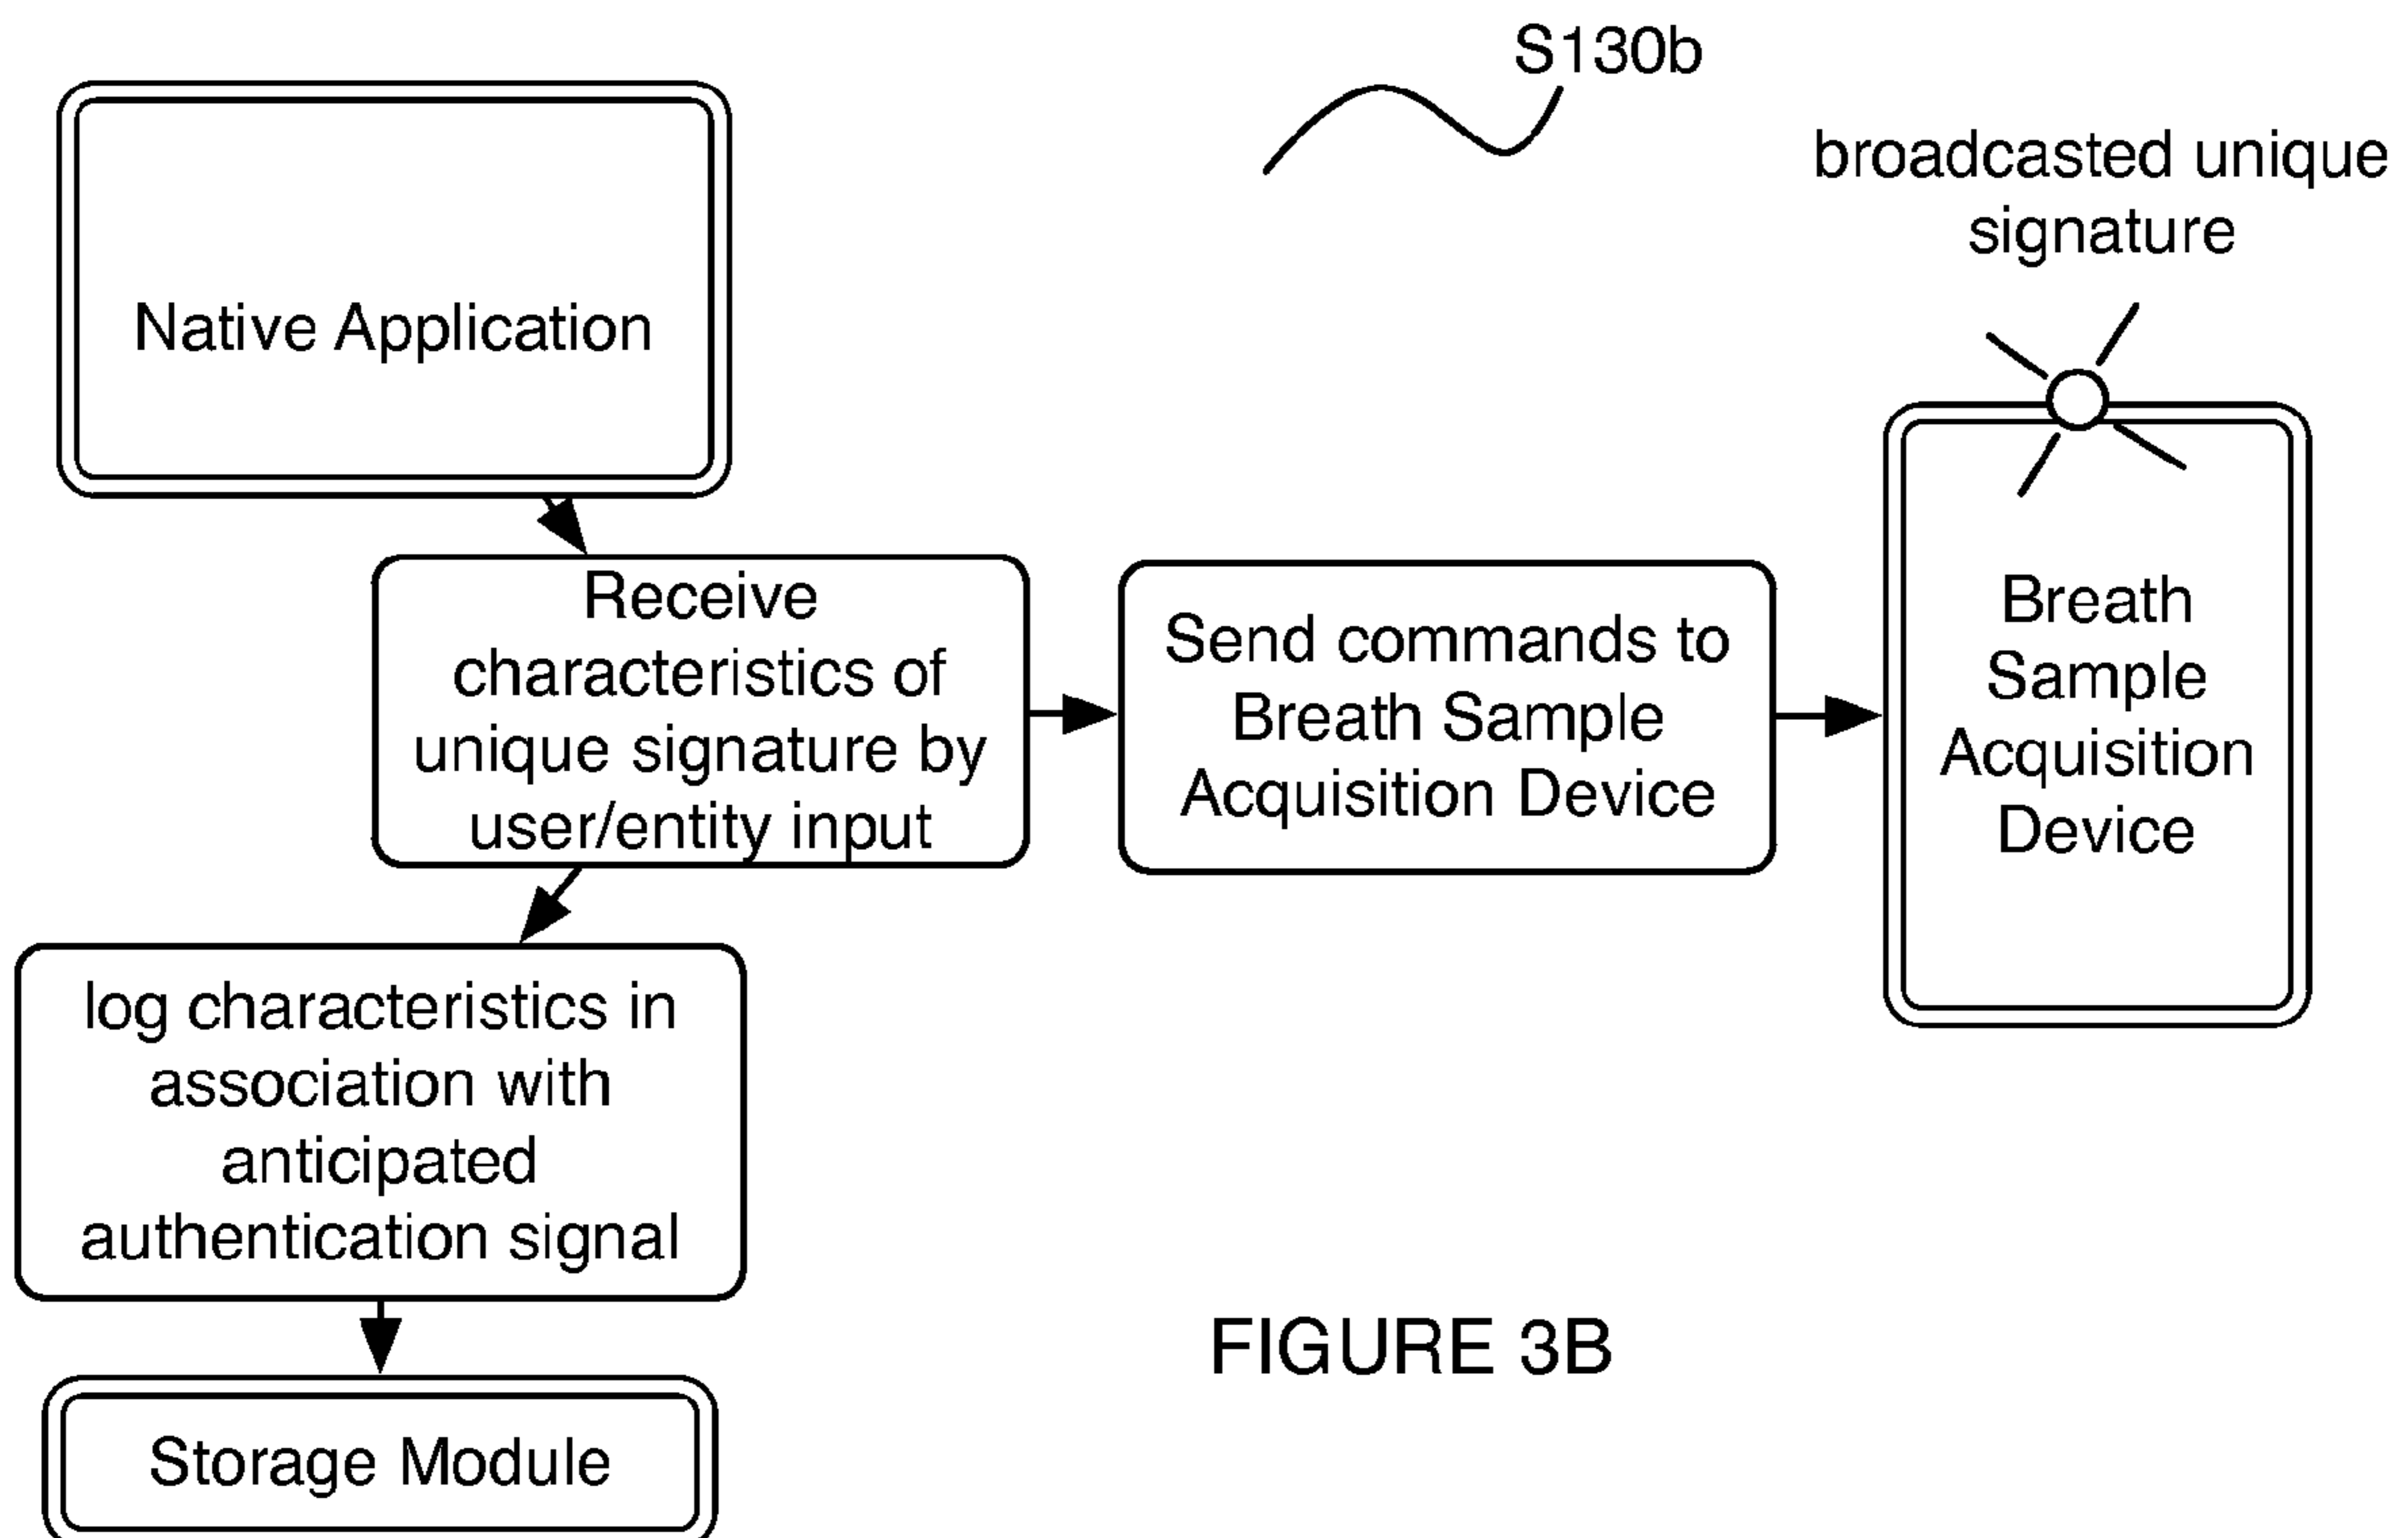 S130b
broadcasted unique
signature
Native Application
Receive
characteristics of
unique signature by
user/entity input
Send commands to
Breath Sample
Acquisition Device
Breath
Sample
Acquisition
Device
log characteristics in
association with
anticipated
authentication signal
Storage Module
FIGURE 3B